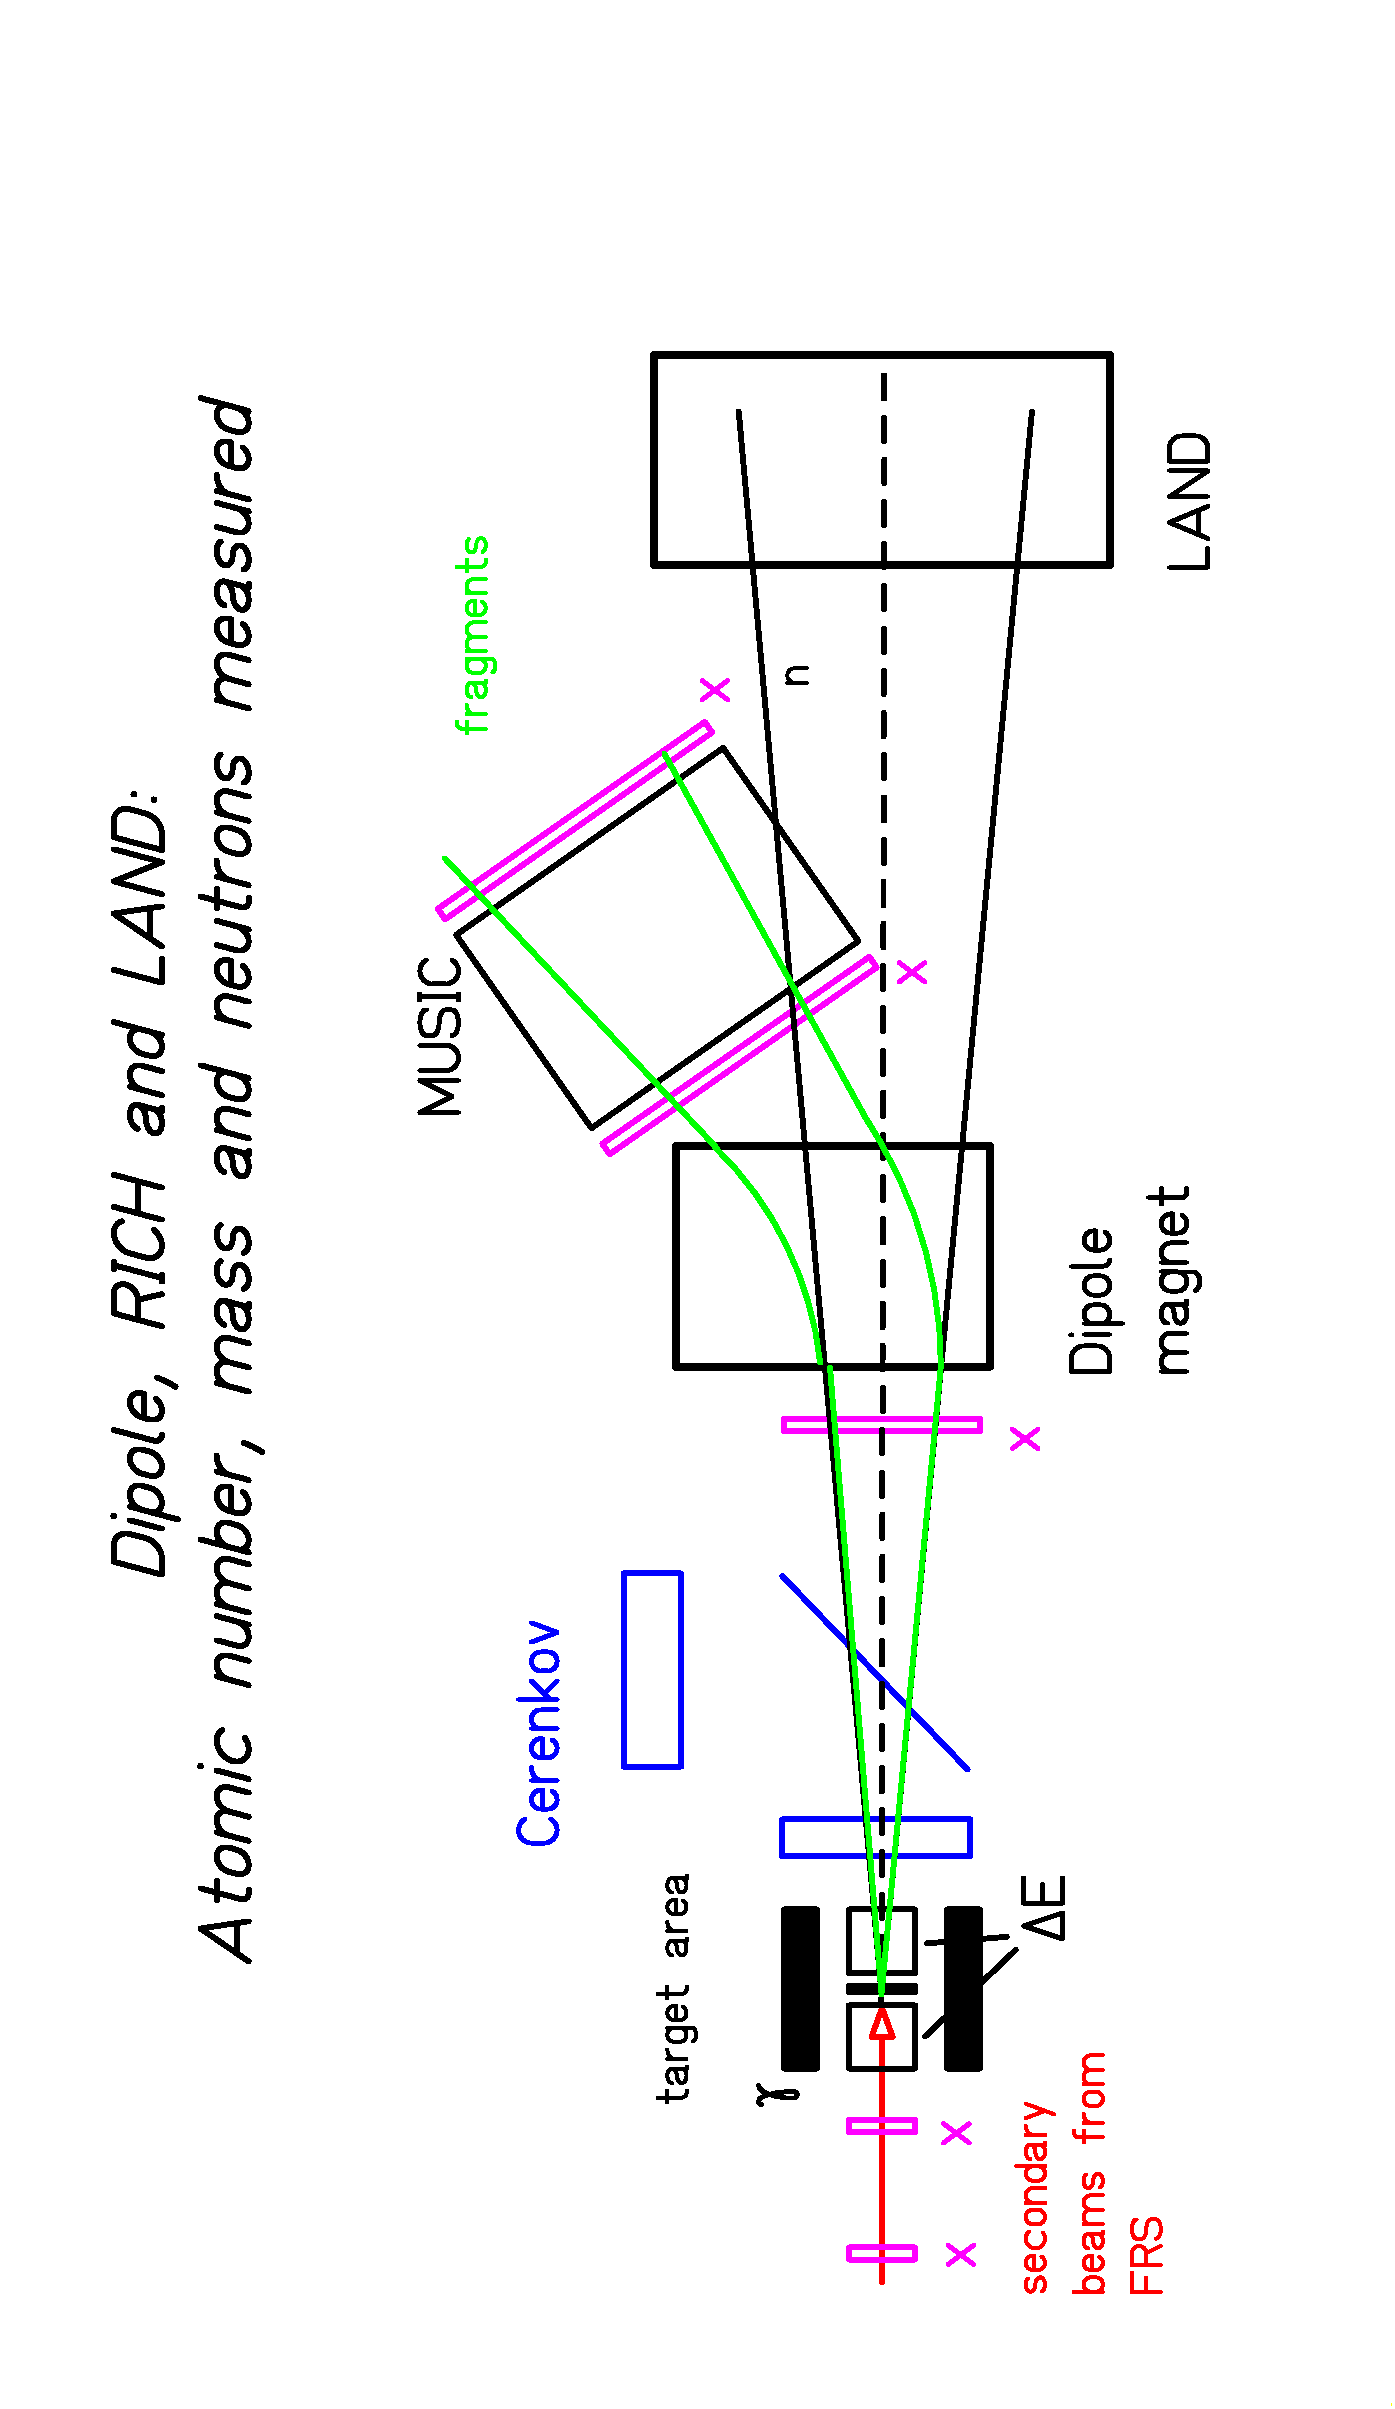 Dipole, RICH and LAND:
Atomic number, mass and neutrons measured
fragments
MUSIC
Cerenkov
target area
γ
x
x
x
x
x
n
ΔE
secondary
beams from
FRS
Dipole
magnet
LAND